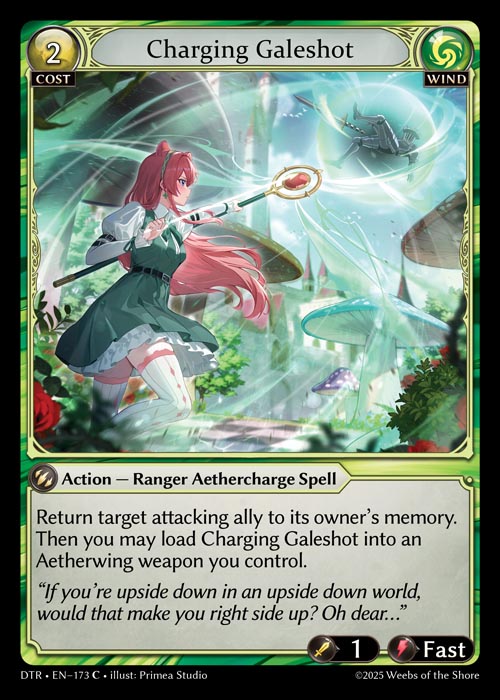 2
COST
Charging Galeshot
WIND
Action — Ranger Aethercharge Spell
Return target attacking ally to its owner's memory.
Then you may load Charging Galeshot into an
Aetherwing weapon you control.
“If you're upside down in an upside down world,
would that make you right side up? Oh dear...”
1
Fast
DTR • EN–173 C • illust: Primea Studio
©2025 Weebs of the Shore